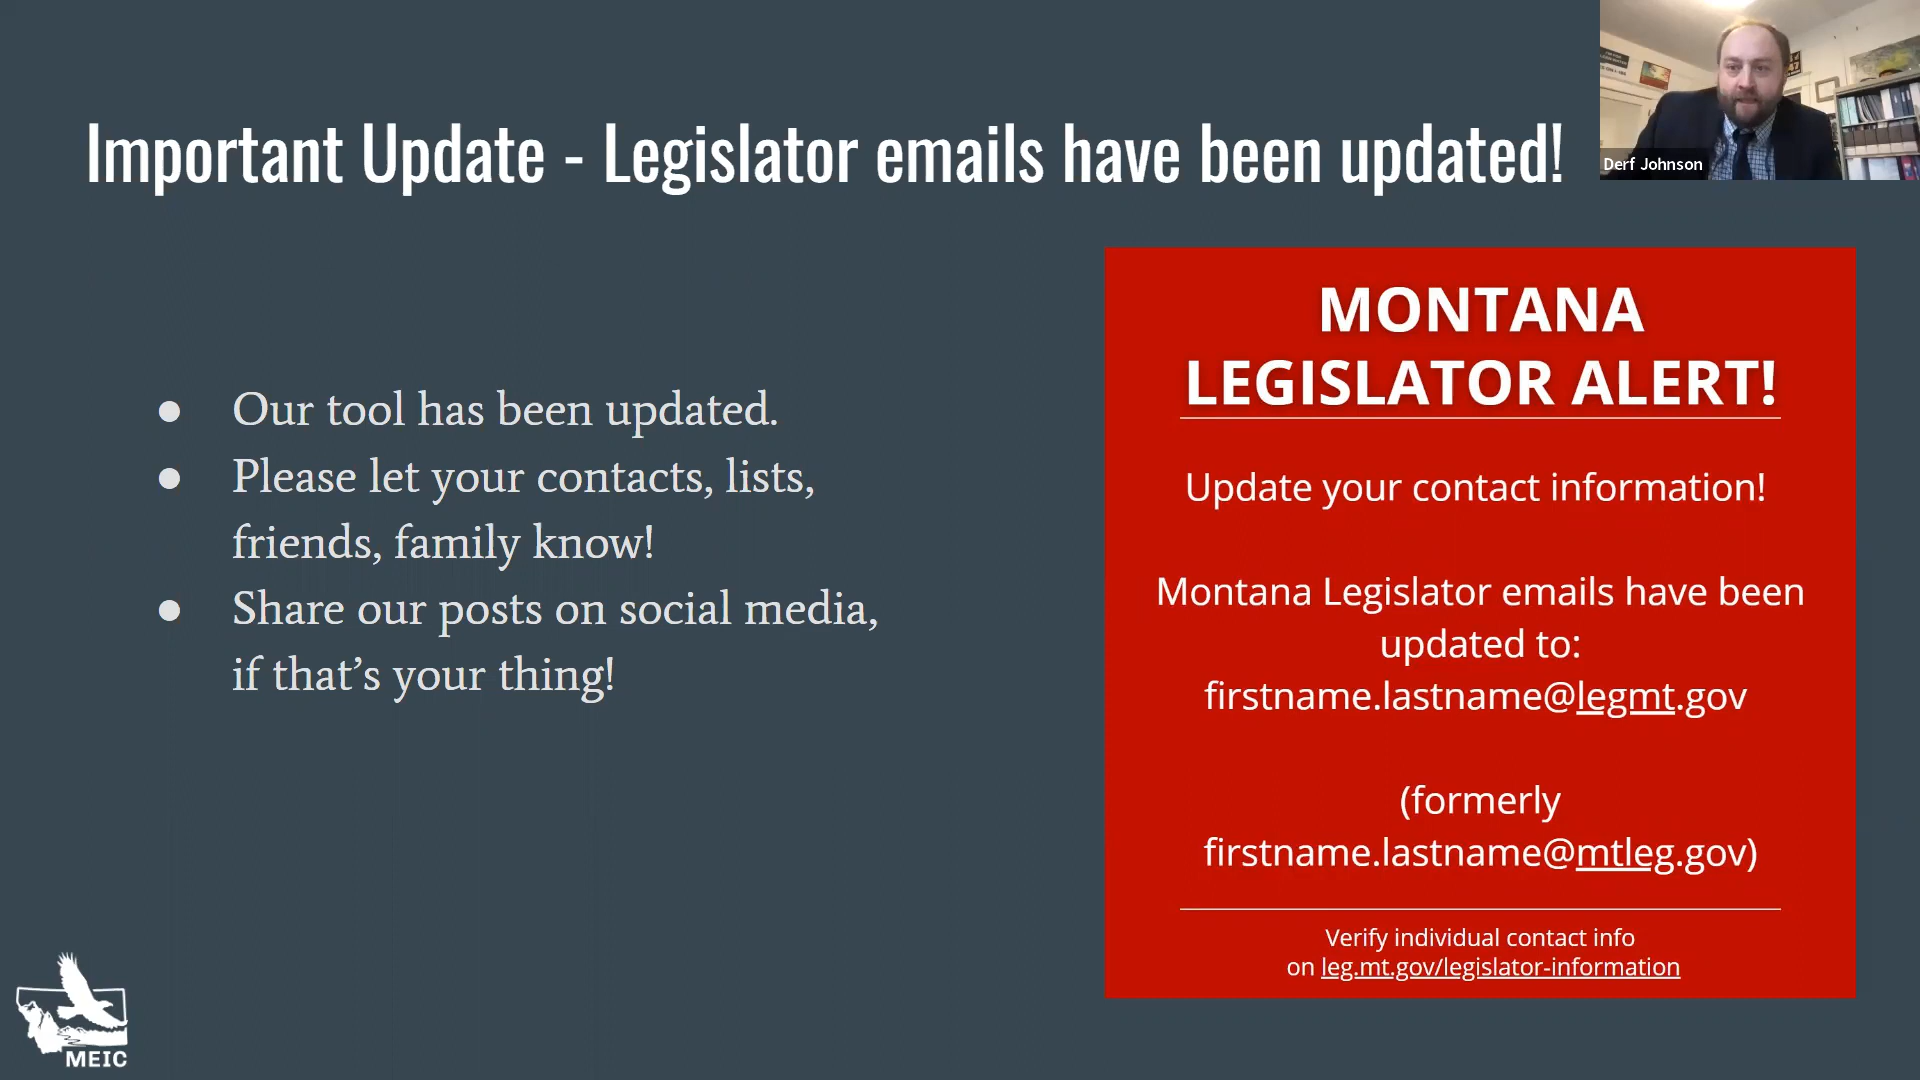 Important Update - Legislator emails have been updated!
Derf Johnson
● Our tool has been updated.
● Please let your contacts, lists,
friends, family know!
● Share our posts on social media,
if that’s your thing!
MONTANA
LEGISLATOR ALERT!
Update your contact information!
Montana Legislator emails have been
updated to:
firstname.lastname@legmt.gov
(formerly
firstname.lastname@mtleg.gov)
Verify individual contact info
on leg.mt.gov/legislator-information
MEIC